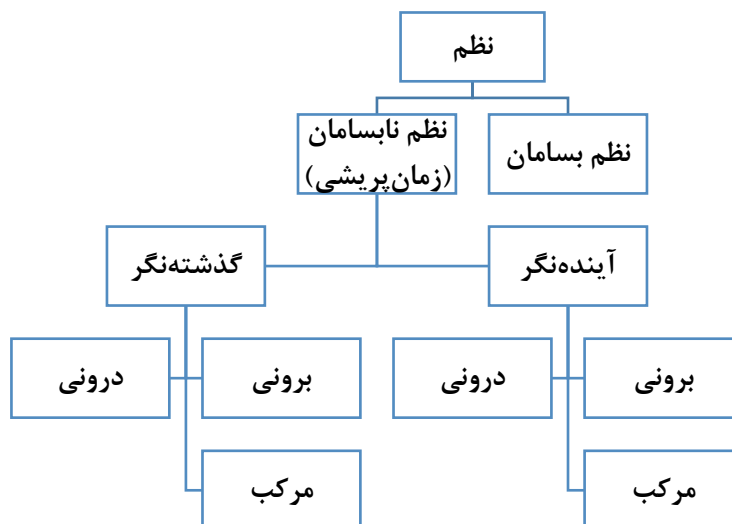 نظم
نظم بسامان
نظم نابسامان
(زمان‌پریشی)
آینده‌نگر
گذشته‌نگر
برونی
درونی
برونی
درونی
مرکب
مرکب